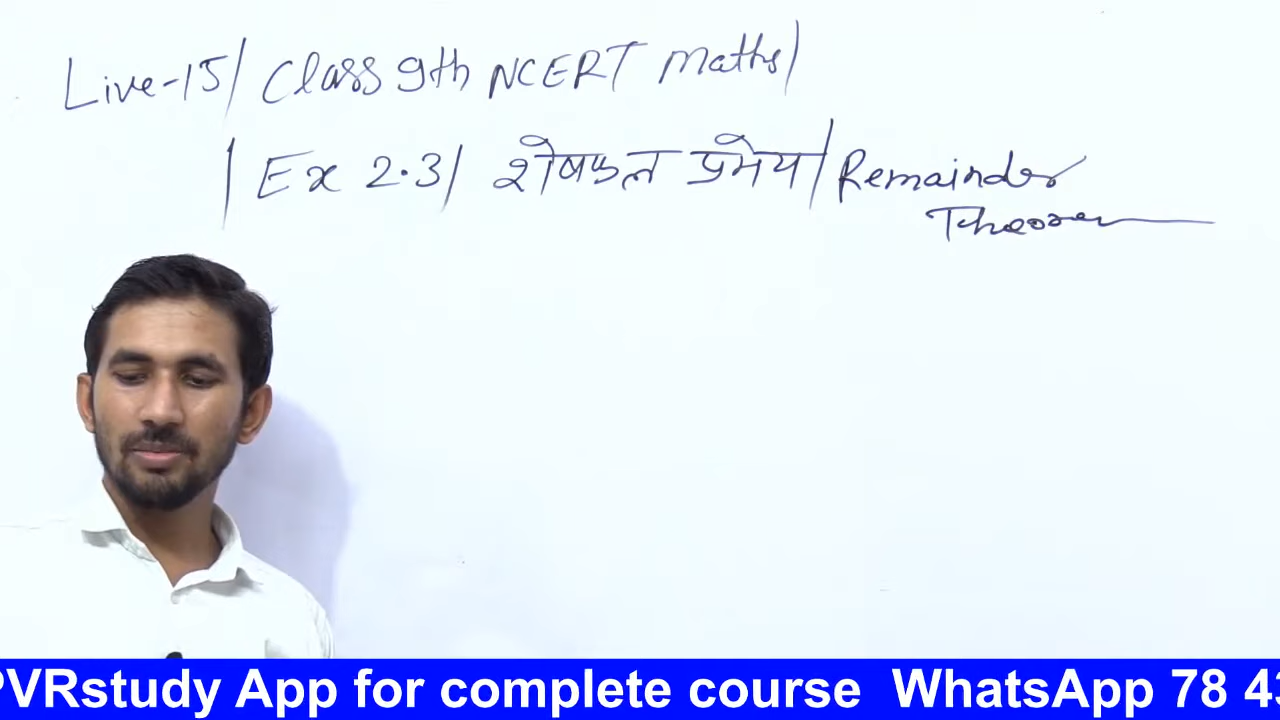 Live-15/ Class 9th NCERT Maths/
/ Ex 2.3/ शेषफल प्रमेय/ Remainder
Theorem
PVRstudy App for complete course WhatsApp 78 43